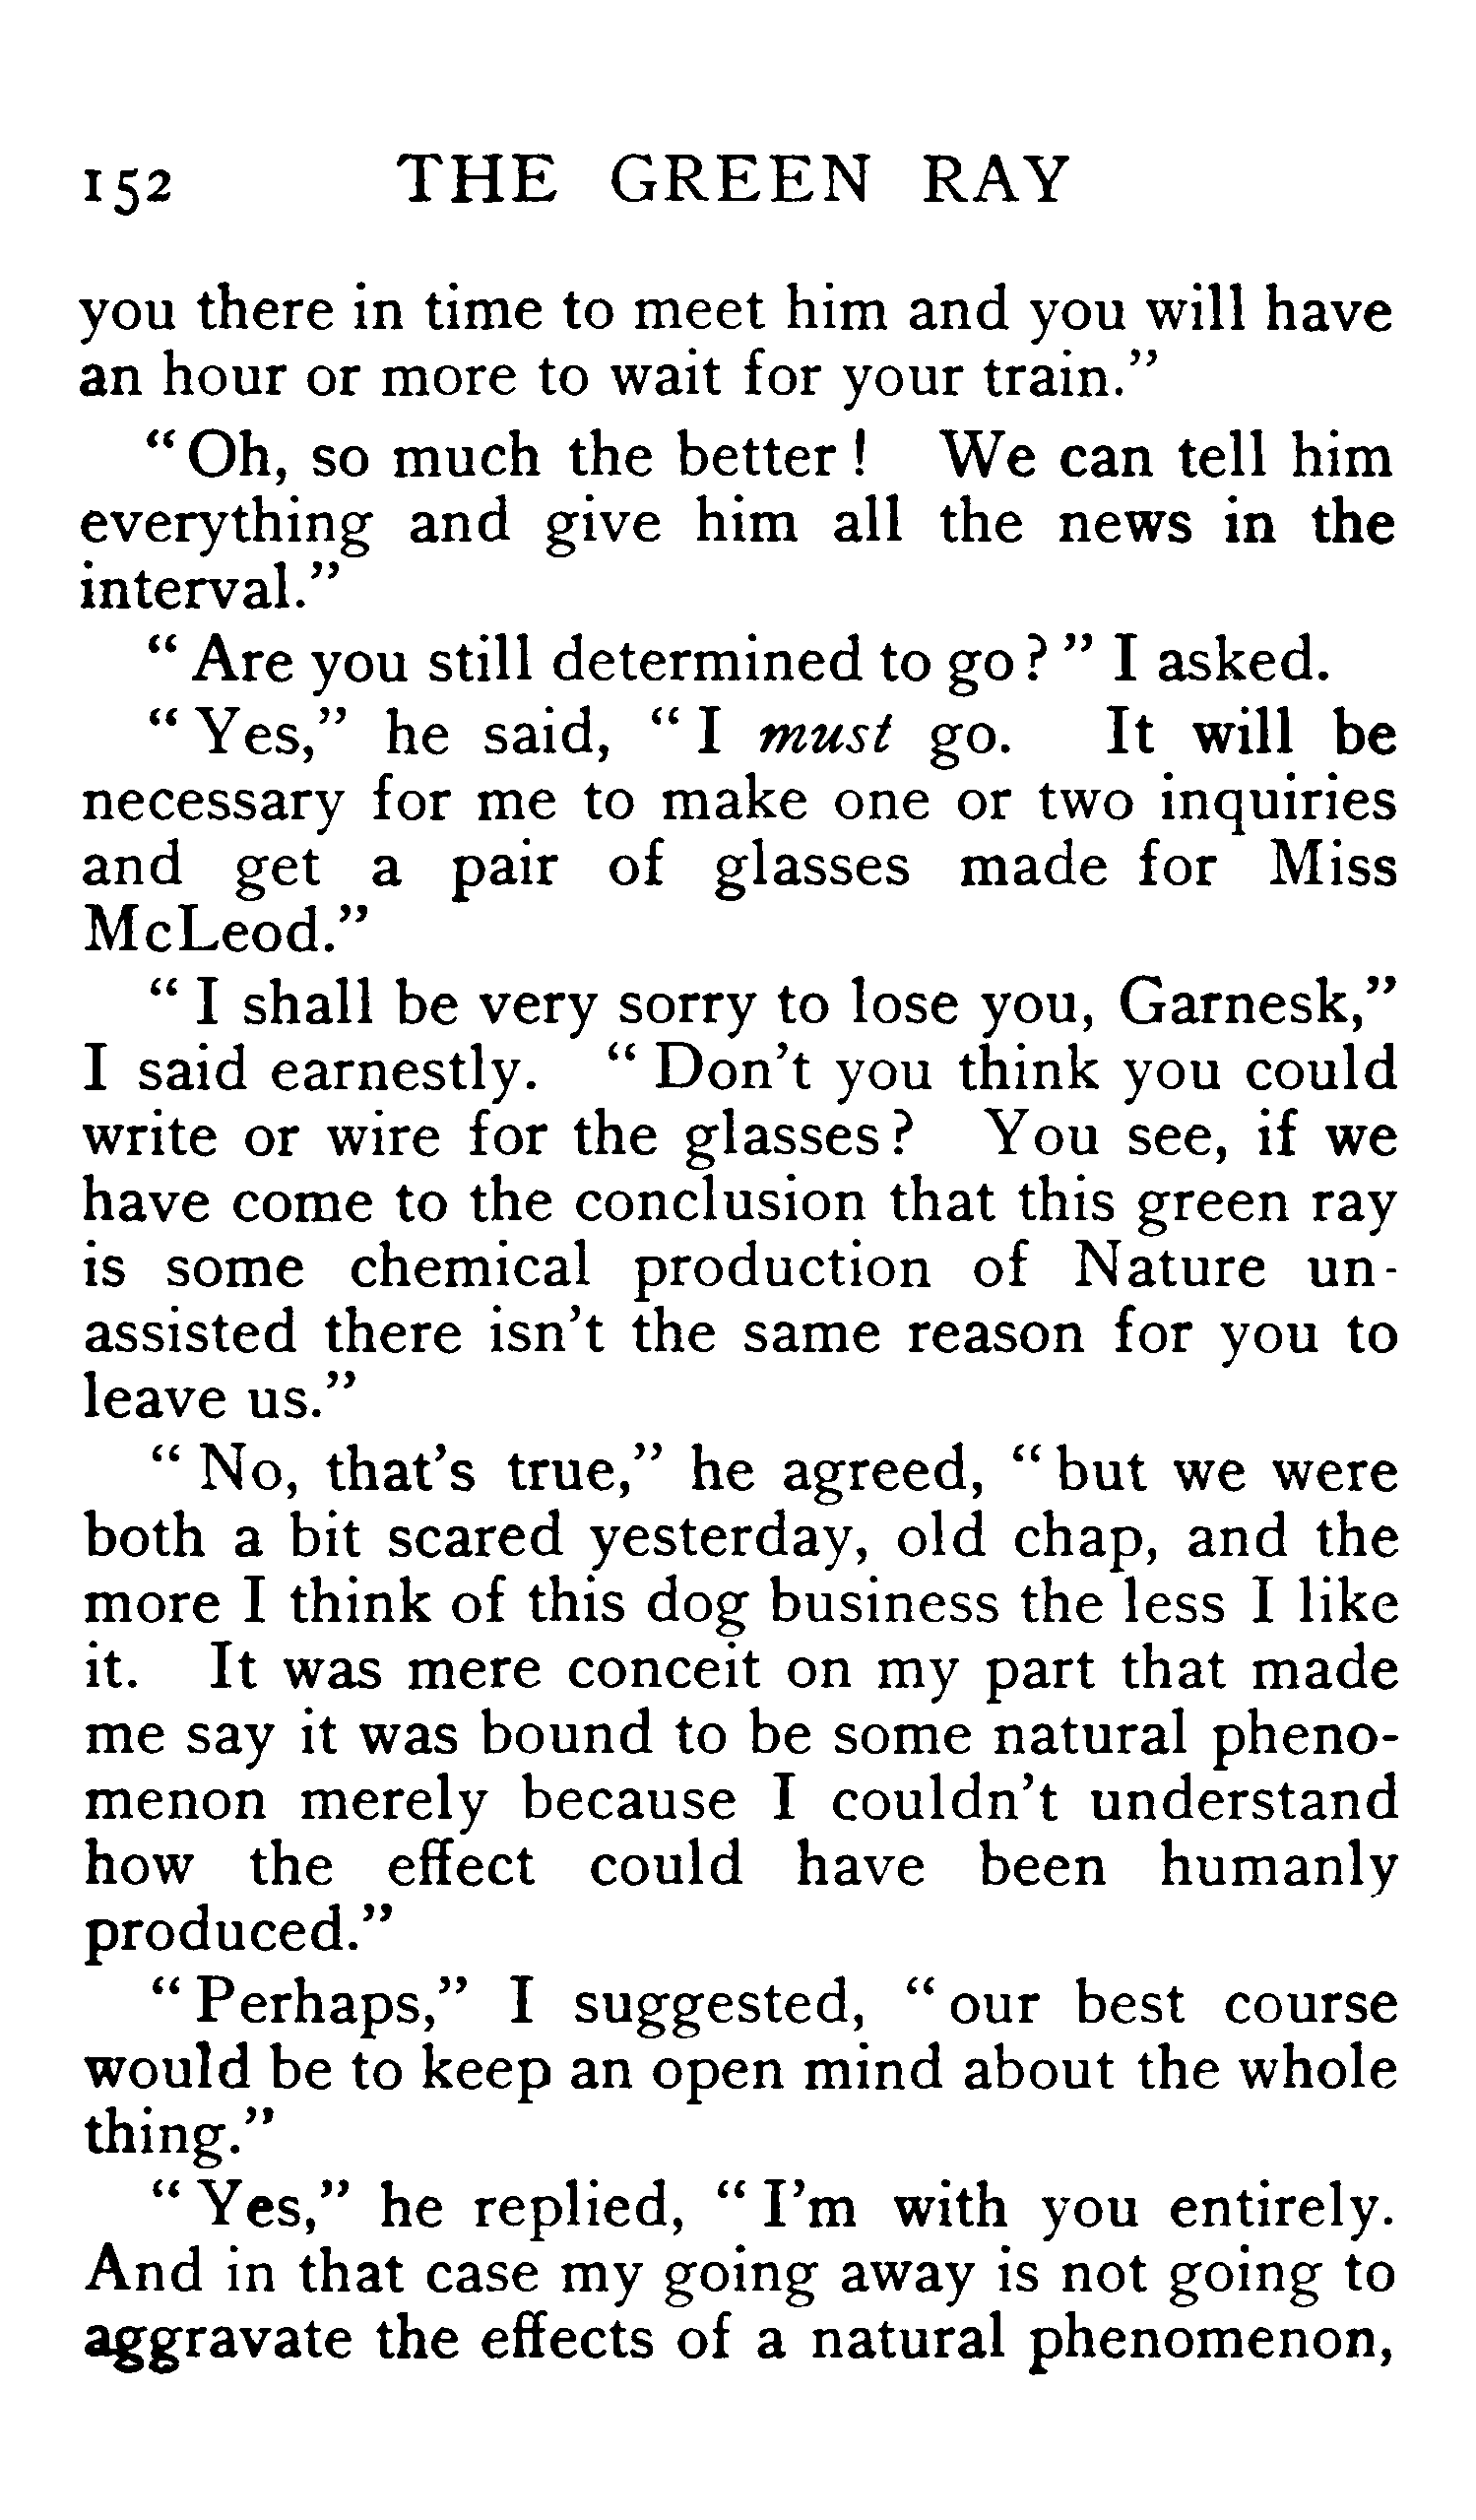 152 THE GREEN RAY
you there in time to meet him and you will have
an hour or more to wait for your train."
"Oh, so much the better! We can tell him
everything and give him all the news in the
interval."
"Are you still determined to go?" I asked.
"Yes," he said, "I must go. It will be
necessary for me to make one or two inquiries
and get a pair of glasses made for Miss
McLeod."
"I shall be very sorry to lose you, Garnesk,"
I said earnestly. "Don't you think you could
write or wire for the glasses? You see, if we
have come to the conclusion that this green ray
is some chemical production of Nature un-
assisted there isn't the same reason for you to
leave us."
"No, that's true," he agreed, "but we were
both a bit scared yesterday, old chap, and the
more I think of this dog business the less I like
it. It was mere conceit on my part that made
me say it was bound to be some natural pheno-
menon merely because I couldn't understand
how the effect could have been humanly
produced."
"Perhaps," I suggested, "our best course
would be to keep an open mind about the whole
thing."
"Yes," he replied, "I'm with you entirely.
And in that case my going away is not going to
aggravate the effects of a natural phenomenon,